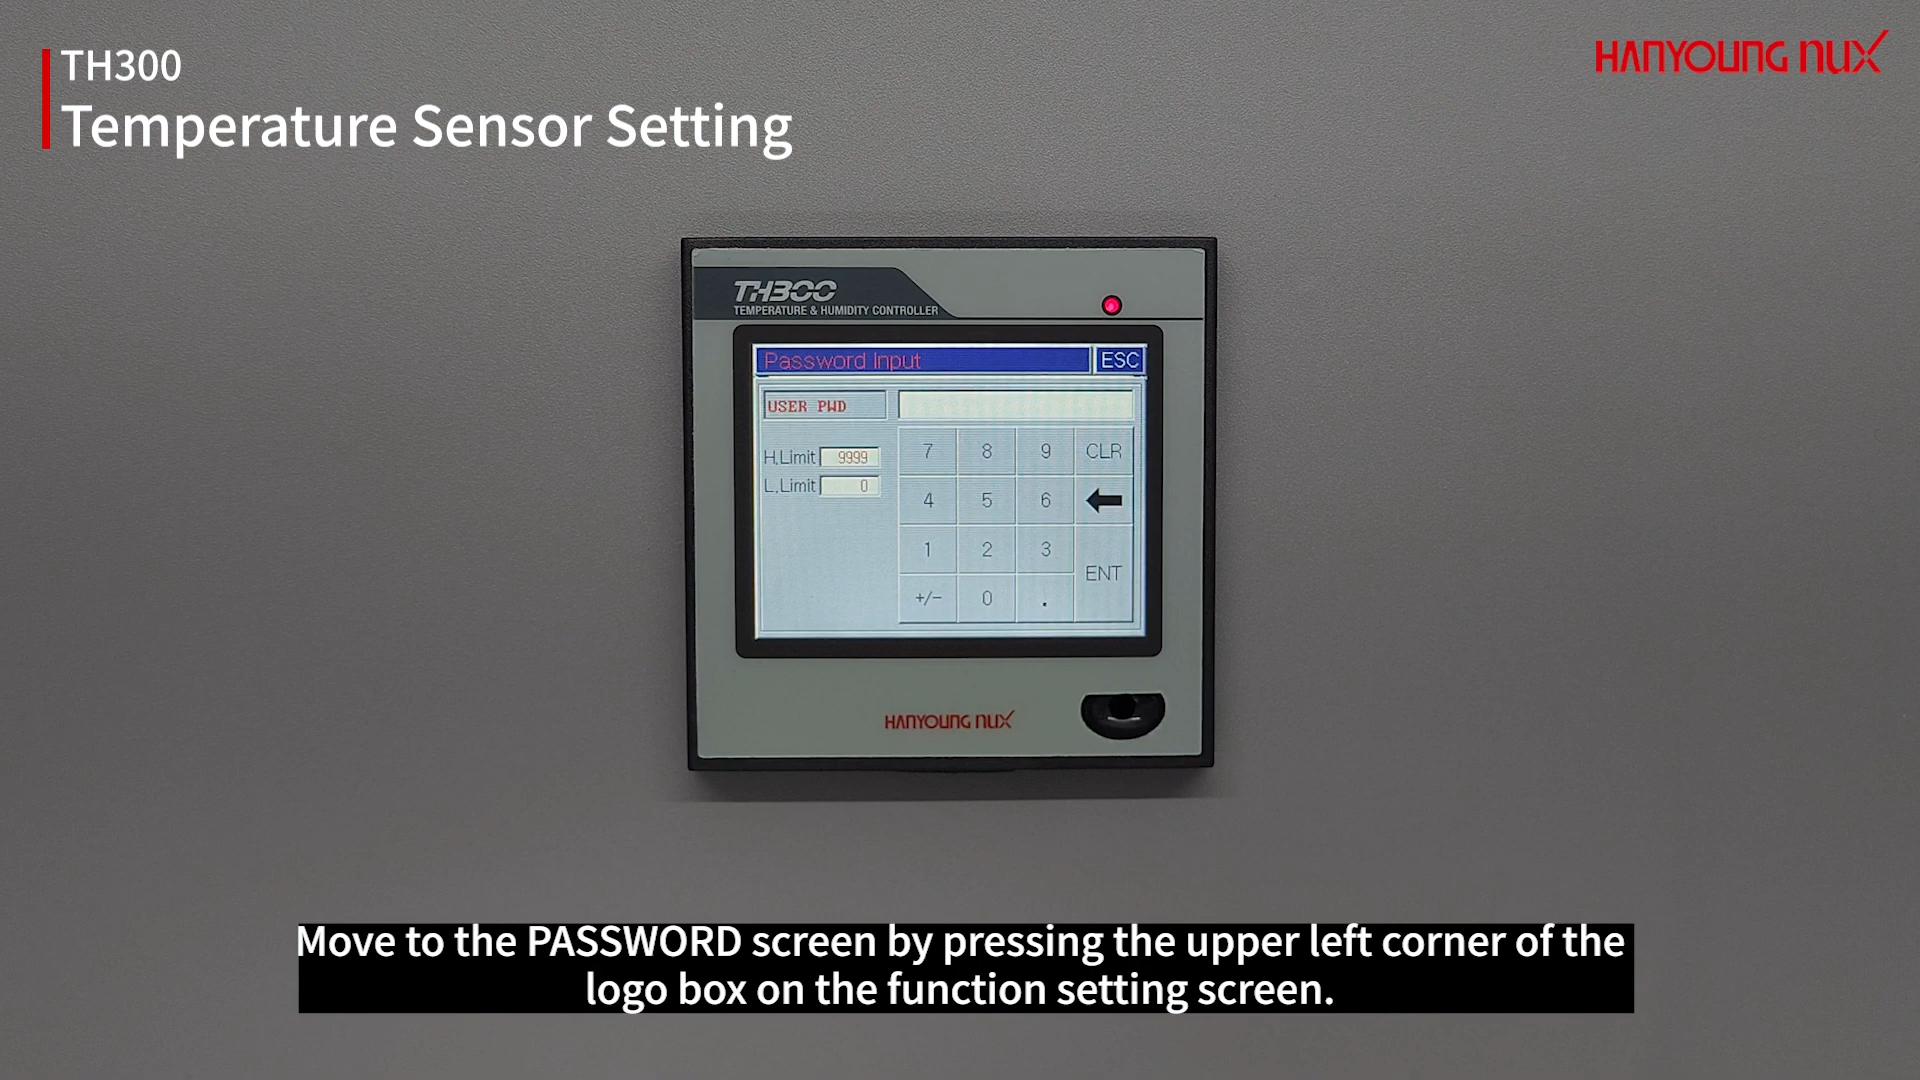 TH300
Temperature Sensor Setting
HANYOUNG nUX
TH300
TEMPERATURE & HUMIDITY CONTROLLER
Password Input
ESC
USER PWD
H.Limit 9999
L.Limit 0
7 8 9 CLR
4 5 6
1 2 3
ENT
+/- 0 .
HANYOUNG nUX
Move to the PASSWORD screen by pressing the upper left corner of the
logo box on the function setting screen.